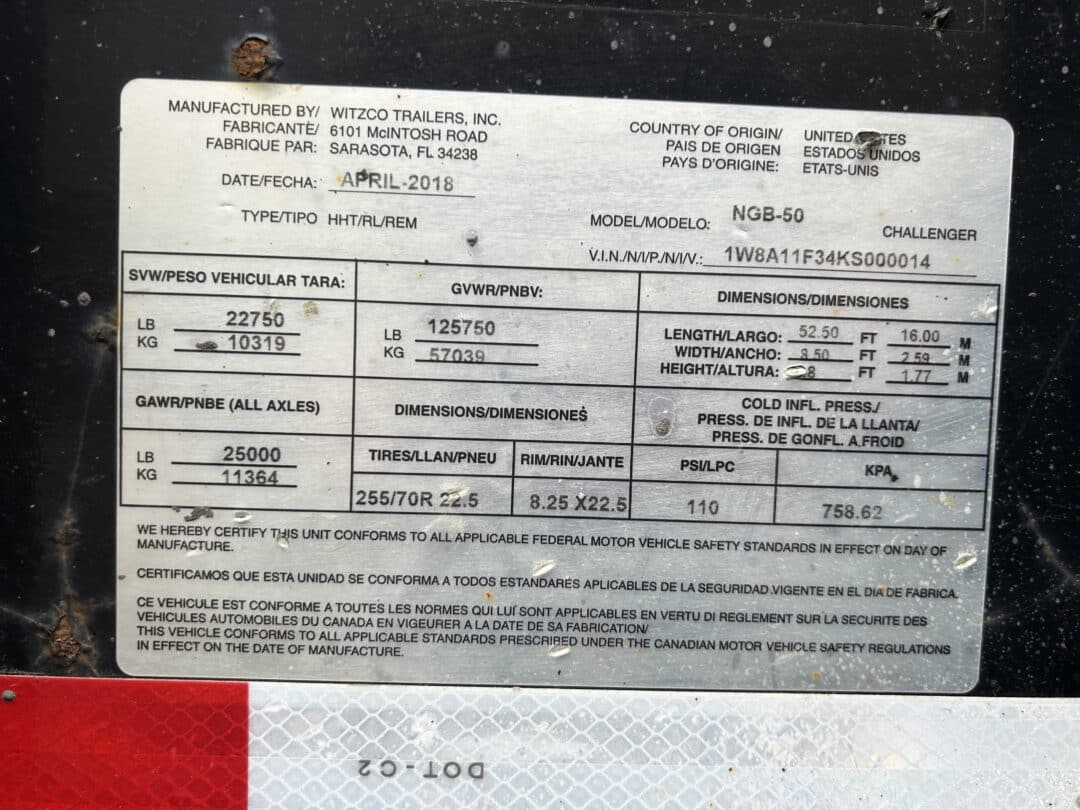 MANUFACTURED BY/ WITZCO TRAILERS, INC.
FABRICANTE/ 6101 McINTOSH ROAD
FABRIQUE PAR: SARASOTA, FL 34238
COUNTRY OF ORIGIN/ UNITED
PAIS DE ORIGEN ESTADOS UNIDOS
PAYS D'ORIGINE: ETATS-UNIS
DATE/FECHA: APRIL-2018
TYPE/TIPO HHT/RL/REM
MODEL/MODELO: NGB-50 CHALLENGER
V.I.N./N/I/P./N/I/V.: 1W8A11F34KS000014
SVW/PESO VEHICULAR TARA:
LB 22750
KG 10319
GVWR/PNBV:
LB 125750
KG 57039
DIMENSIONS/DIMENSIONES
LENGTH/LARGO: 52.50 FT 16.00 M
WIDTH/ANCHO: 8.50 FT 2.59 M
HEIGHT/ALTURA: FT 1.77 M
GAWR/PNBE (ALL AXLES)
LB 25000
KG 11364
DIMENSIONS/DIMENSIONES
TIRES/LLAN/PNEU RIM/RIN/JANTE
255/70R 22.5 8.25 X22.5
COLD INFL. PRESS./
PRESS. DE INFL. DE LA LLANTA/
PRESS. DE GONFL. A FROID
PSI/LPC KPA
110 758.62
WE HEREBY CERTIFY THIS UNIT CONFORMS TO ALL APPLICABLE FEDERAL MOTOR VEHICLE SAFETY STANDARDS IN EFFECT ON DAY OF
MANUFACTURE.
CERTIFICAMOS QUE ESTA UNIDAD SE CONFORMA A TODOS ESTANDARES APLICABLES DE LA SEGURIDAD VIGENTE EN EL DIA DE FABRICA.
CE VEHICULE EST CONFORME A TOUTES LES NORMES QUI LUI SONT APPLICABLES EN VERTU DI REGLEMENT SUR LA SECURITE DES
VEHICULES AUTOMOBILES DU CANADA EN VIGEURER A LA DATE DE SA FABRICATION/
THIS VEHICLE CONFORMS TO ALL APPLICABLE STANDARDS PRESCRIBED UNDER THE CANADIAN MOTOR VEHICLE SAFETY REGULATIONS
IN EFFECT ON THE DATE OF MANUFACTURE.
DOT-C2